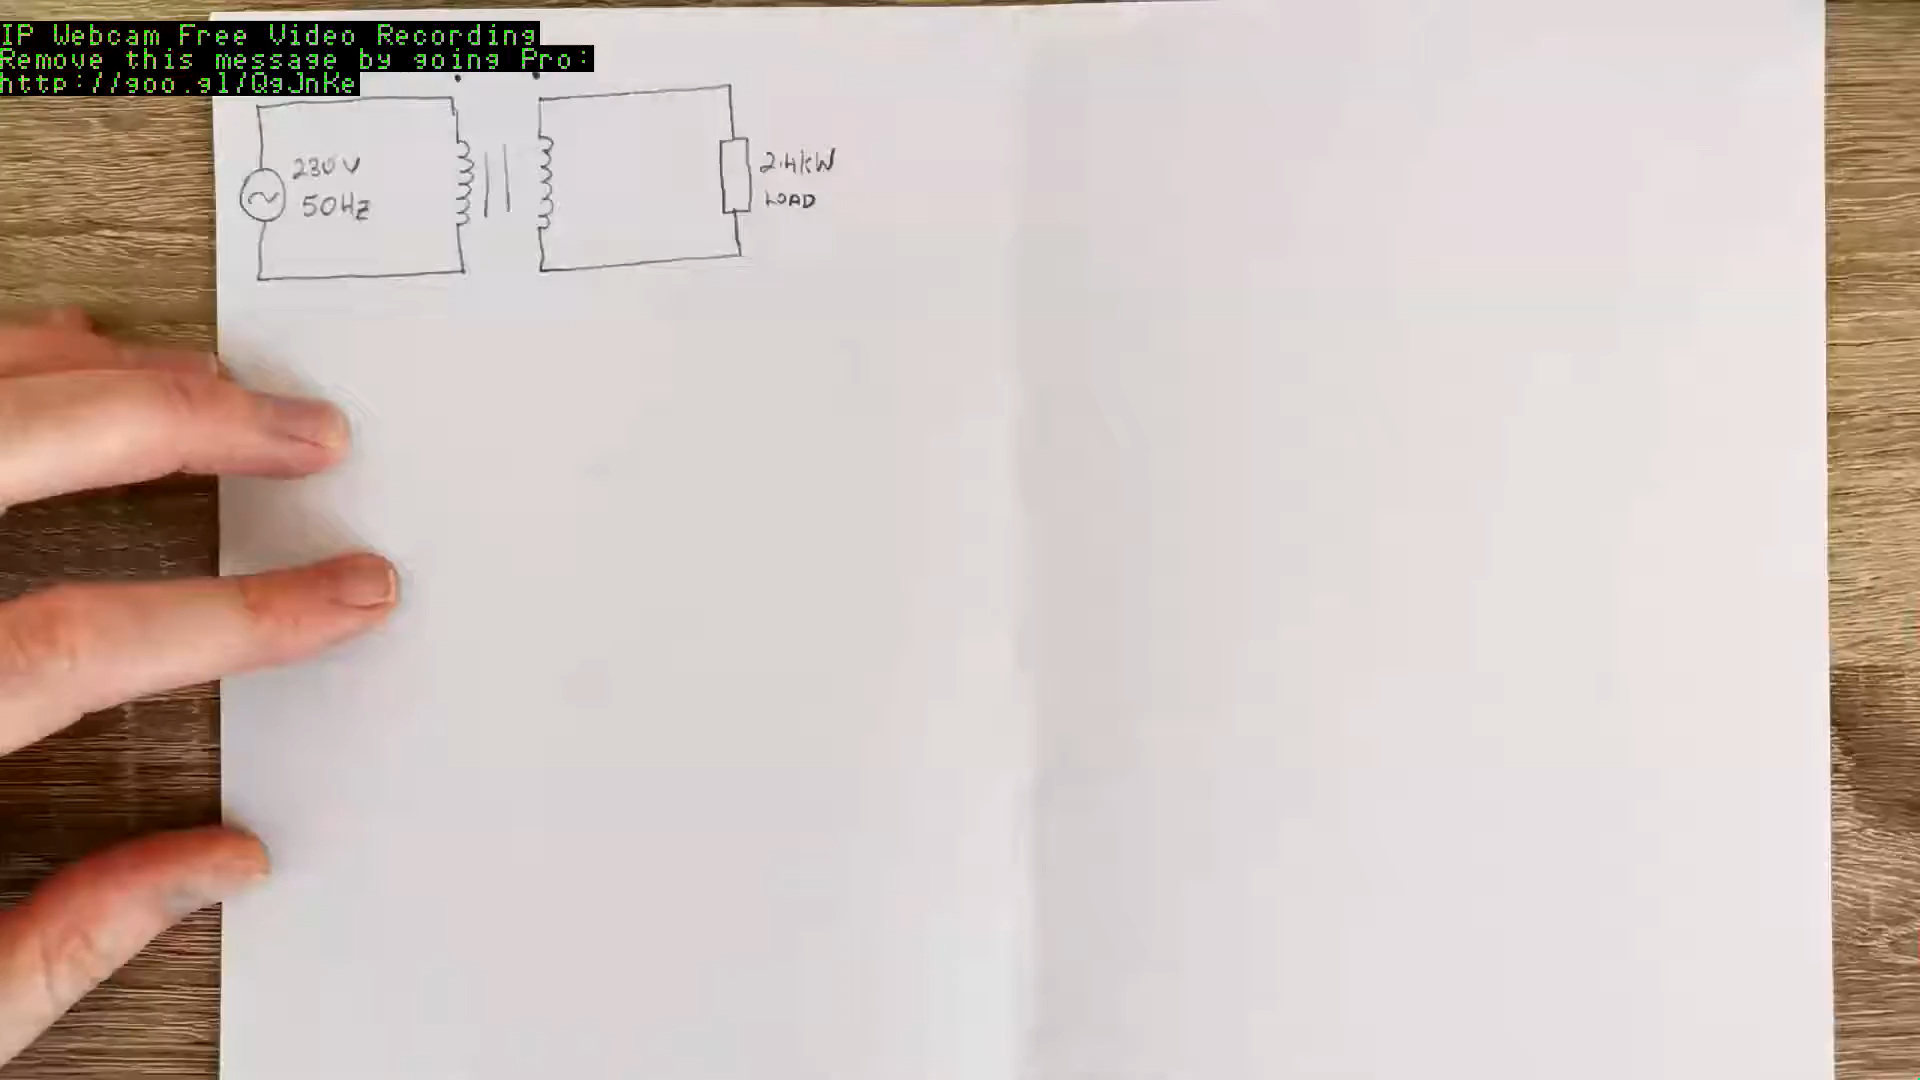 IP Webcam Free Video Recording
Remove this message by going Pro:
http://goo.gl/QgJnKe
230V
50Hz
2.4kW
LOAD